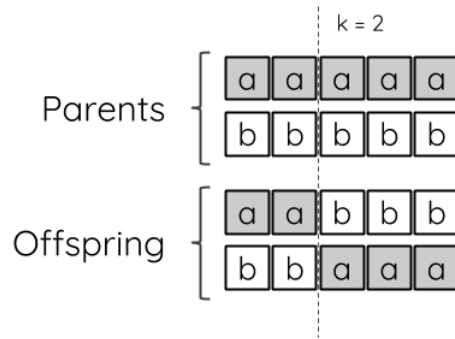 k = 2
Parents
a a a a a
b b b b b
Offspring
a a b b b
b b a a a